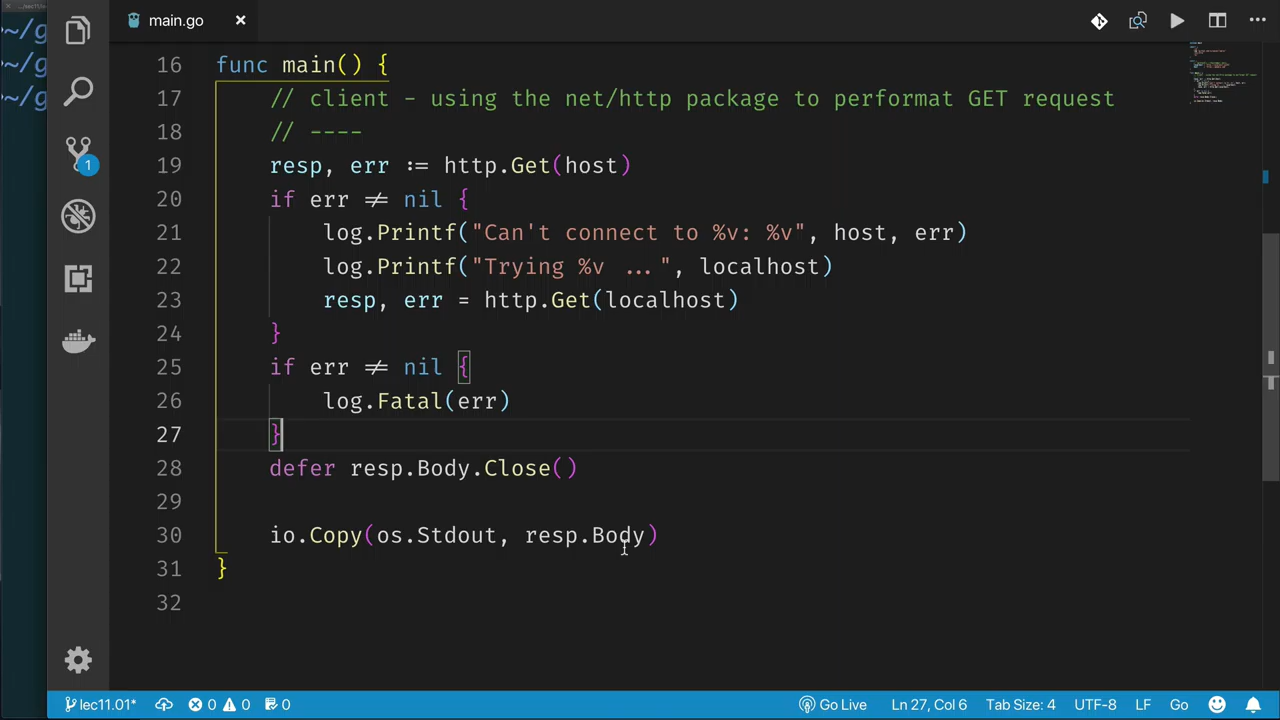 ~/g
~/g
~/g
main.go
16 func main() {
17 // client - using the net/http package to performat GET request
18 // ----
19 resp, err := http.Get(host)
20 if err ≠ nil {
21 log.Printf("Can't connect to %v: %v", host, err)
22 log.Printf("Trying %v ...", localhost)
23 resp, err = http.Get(localhost)
24 }
25 if err ≠ nil {
26 log.Fatal(err)
27 }
28 defer resp.Body.Close()
29
30 io.Copy(os.Stdout, resp.Body)
31 }
32
1
lec11.01* 0 0 0 Go Live Ln 27, Col 6 Tab Size: 4 UTF-8 LF Go